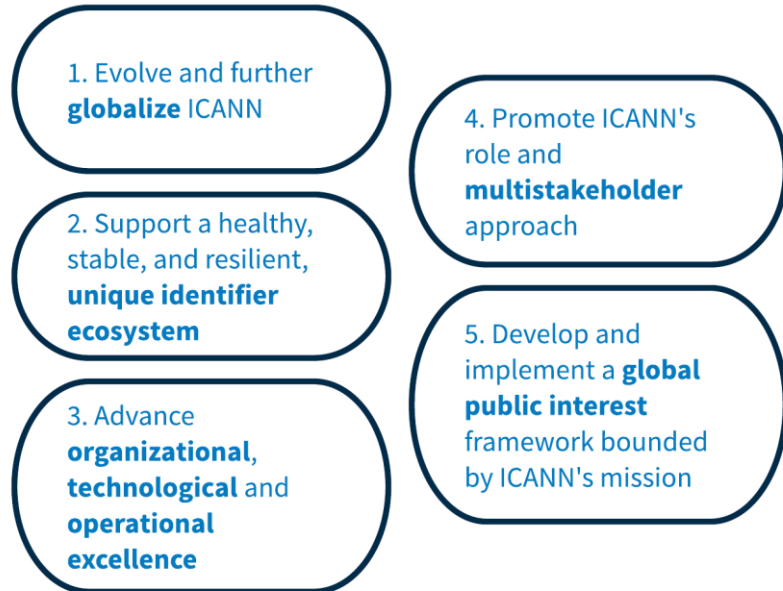 1. Evolve and further
globalize ICANN
2. Support a healthy,
stable, and resilient,
unique identifier
ecosystem
3. Advance
organizational,
technological and
operational
excellence
4. Promote ICANN's
role and
multistakeholder
approach
5. Develop and
implement a global
public interest
framework bounded
by ICANN's mission